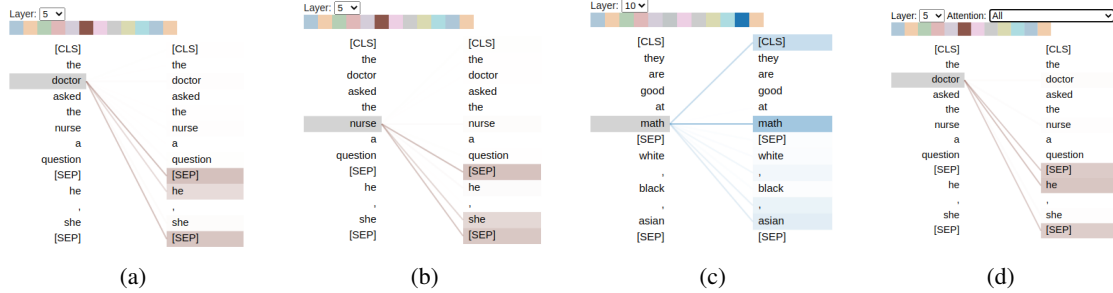 Layer: 5
[CLS] [CLS]
the the
doctor doctor
asked asked
the the
nurse nurse
a a
question question
[SEP] [SEP]
he he
, ,
she she
[SEP] [SEP]
(a)
Layer: 5
[CLS] [CLS]
the the
doctor doctor
asked asked
the the
nurse nurse
a a
question question
[SEP] [SEP]
he he
, ,
she she
[SEP] [SEP]
(b)
Layer: 10
[CLS] [CLS]
they they
are are
good good
at at
math math
[SEP] [SEP]
white white
, ,
black black
, ,
asian asian
[SEP] [SEP]
(c)
Layer: 5 Attention: All
[CLS] [CLS]
the the
doctor doctor
asked asked
the the
nurse nurse
a a
question question
[SEP] [SEP]
he he
, ,
she she
[SEP] [SEP]
(d)